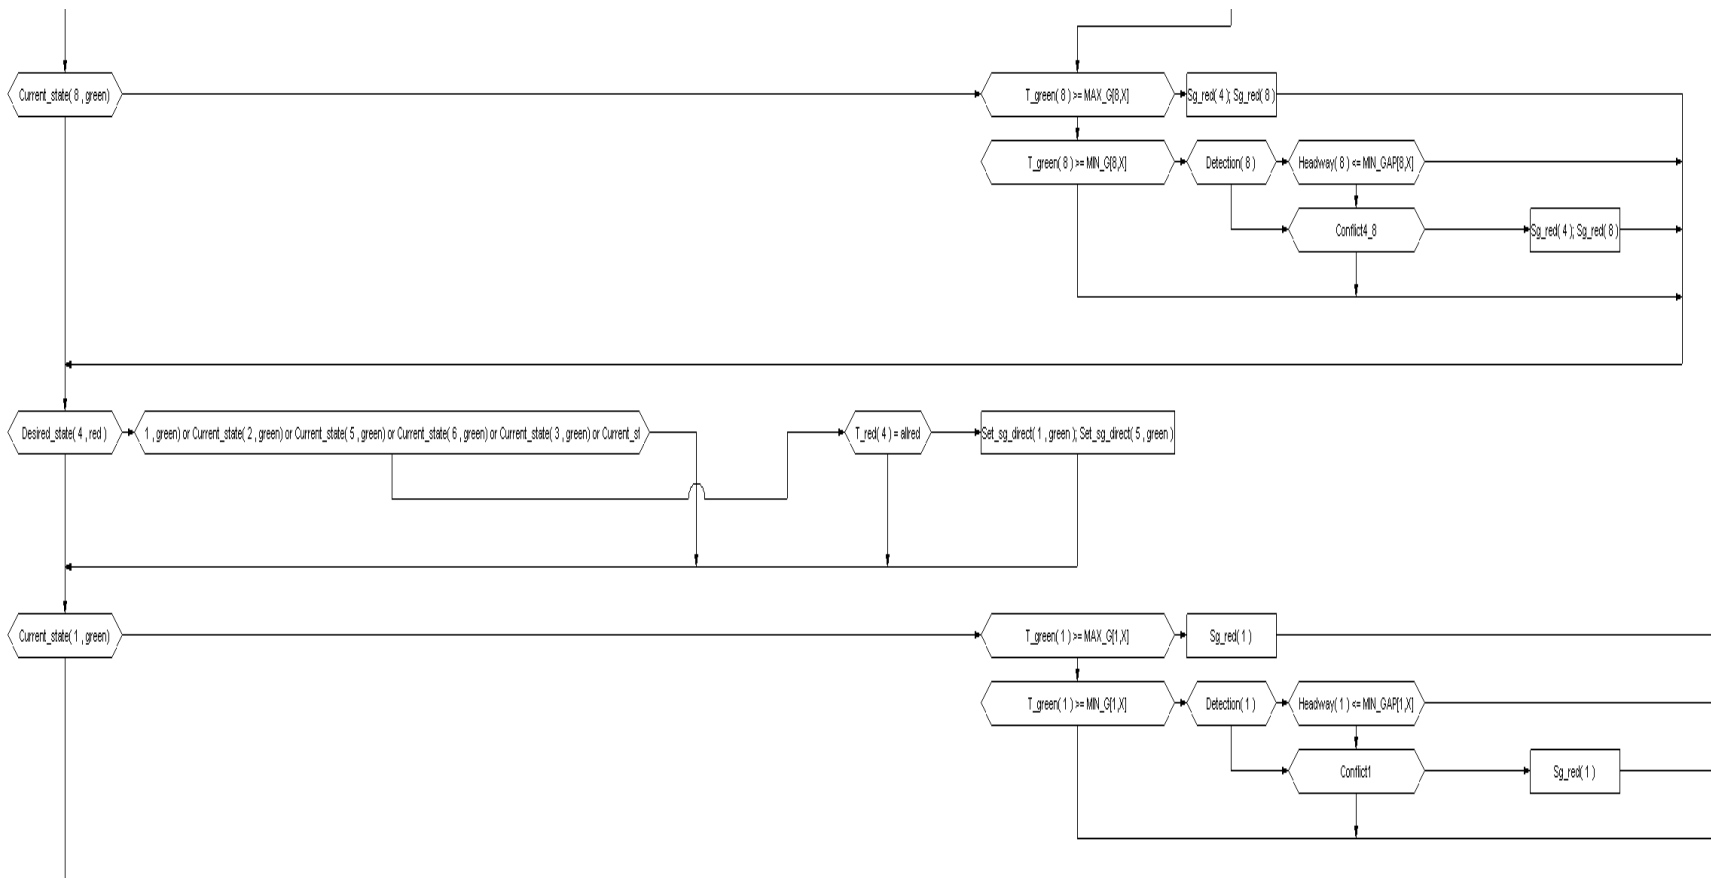 Current_state( 8 , green)
T_green( 8 ) >= MAX_G[8,X]
Sg_red( 4 ); Sg_red( 8 )
T_green( 8 ) >= MIN_G[8,X]
Detection( 8 )
Headway( 8 ) <= MIN_GAP[8,X]
Conflict4_8
Sg_red( 4 ); Sg_red( 8 )
Desired_state( 4 , red )
1 , green) or Current_state( 2 , green) or Current_state( 5 , green) or Current_state( 6 , green) or Current_state( 3 , green) or Current_st
T_red( 4 ) = allred
Set_sg_direct( 1 , green ); Set_sg_direct( 5 , green )
Current_state( 1 , green)
T_green( 1 ) >= MAX_G[1,X]
Sg_red( 1 )
T_green( 1 ) >= MIN_G[1,X]
Detection( 1 )
Headway( 1 ) <= MIN_GAP[1,X]
Conflict1
Sg_red( 1 )